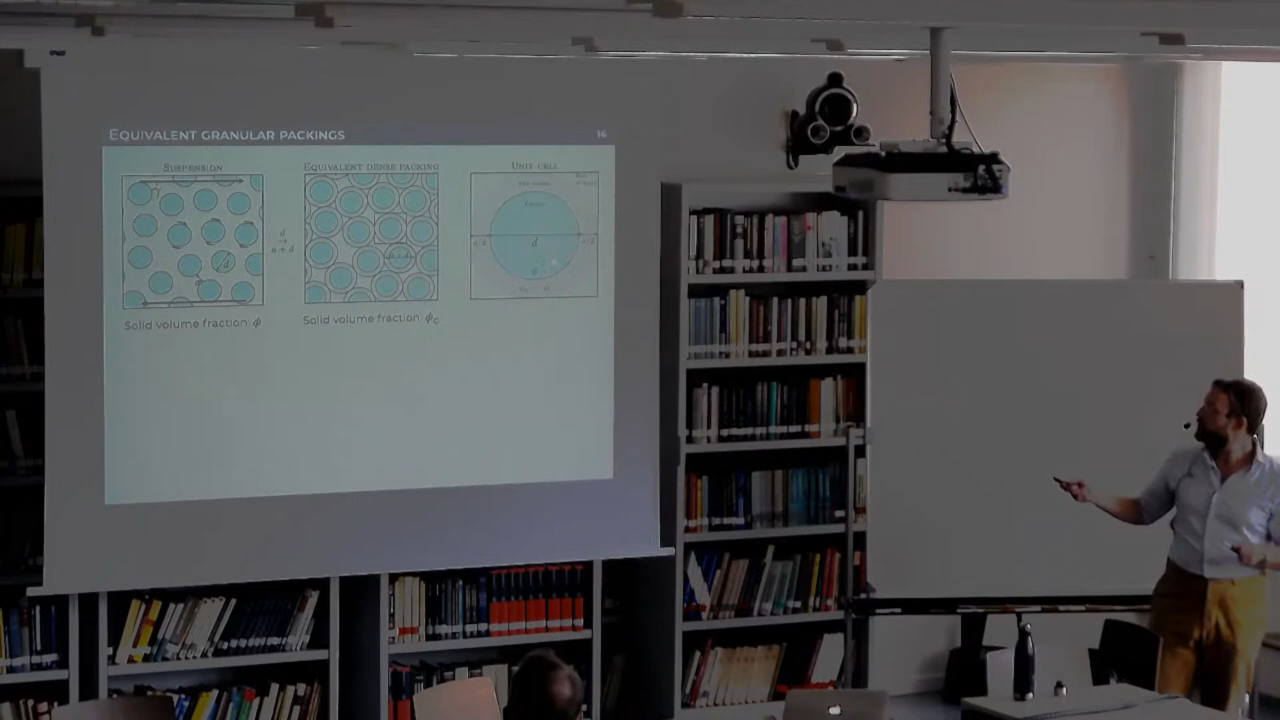 EQUIVALENT GRANULAR PACKINGS 16
SUSPENSION
EQUIVALENT DENSE PACKING
UNIT CELL
d
→
a + d
d
Solid volume fraction: ϕ
Solid volume fraction: ϕc